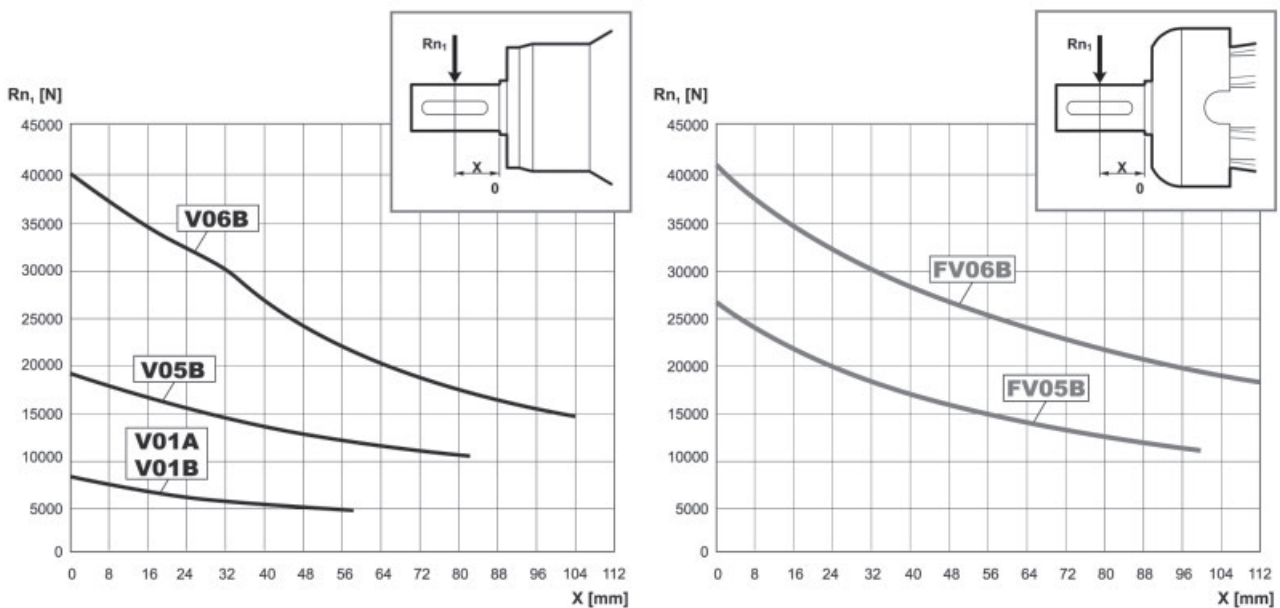 Rn₁ [N]
45000
40000
35000
30000
25000
20000
15000
10000
5000
0
0 8 16 24 32 40 48 56 64 72 80 88 96 104 112
X [mm]
V06B
V05B
V01A
V01B
Rn₁
X
0
Rn₁ [N]
45000
40000
35000
30000
25000
20000
15000
10000
5000
0
0 8 16 24 32 40 48 56 64 72 80 88 96 104 112
X [mm]
FV06B
FV05B
Rn₁
X
0